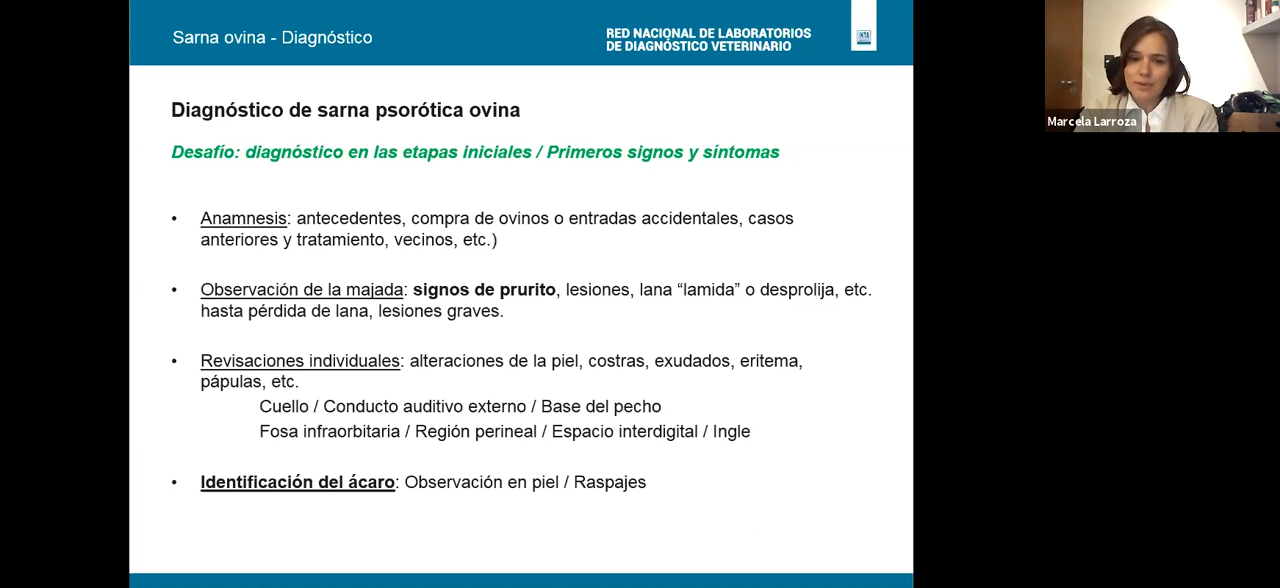 Sarna ovina - Diagnóstico
RED NACIONAL DE LABORATORIOS
DE DIAGNÓSTICO VETERINARIO
INTA
Marcela Larroza
Diagnóstico de sarna psorótica ovina
Desafío: diagnóstico en las etapas iniciales / Primeros signos y síntomas
• Anamnesis: antecedentes, compra de ovinos o entradas accidentales, casos
anteriores y tratamiento, vecinos, etc.)
• Observación de la majada: signos de prurito, lesiones, lana “lamida” o desprolija, etc.
hasta pérdida de lana, lesiones graves.
• Revisaciones individuales: alteraciones de la piel, costras, exudados, eritema,
pápulas, etc.
Cuello / Conducto auditivo externo / Base del pecho
Fosa infraorbitaria / Región perineal / Espacio interdigital / Ingle
• Identificación del ácaro: Observación en piel / Raspajes